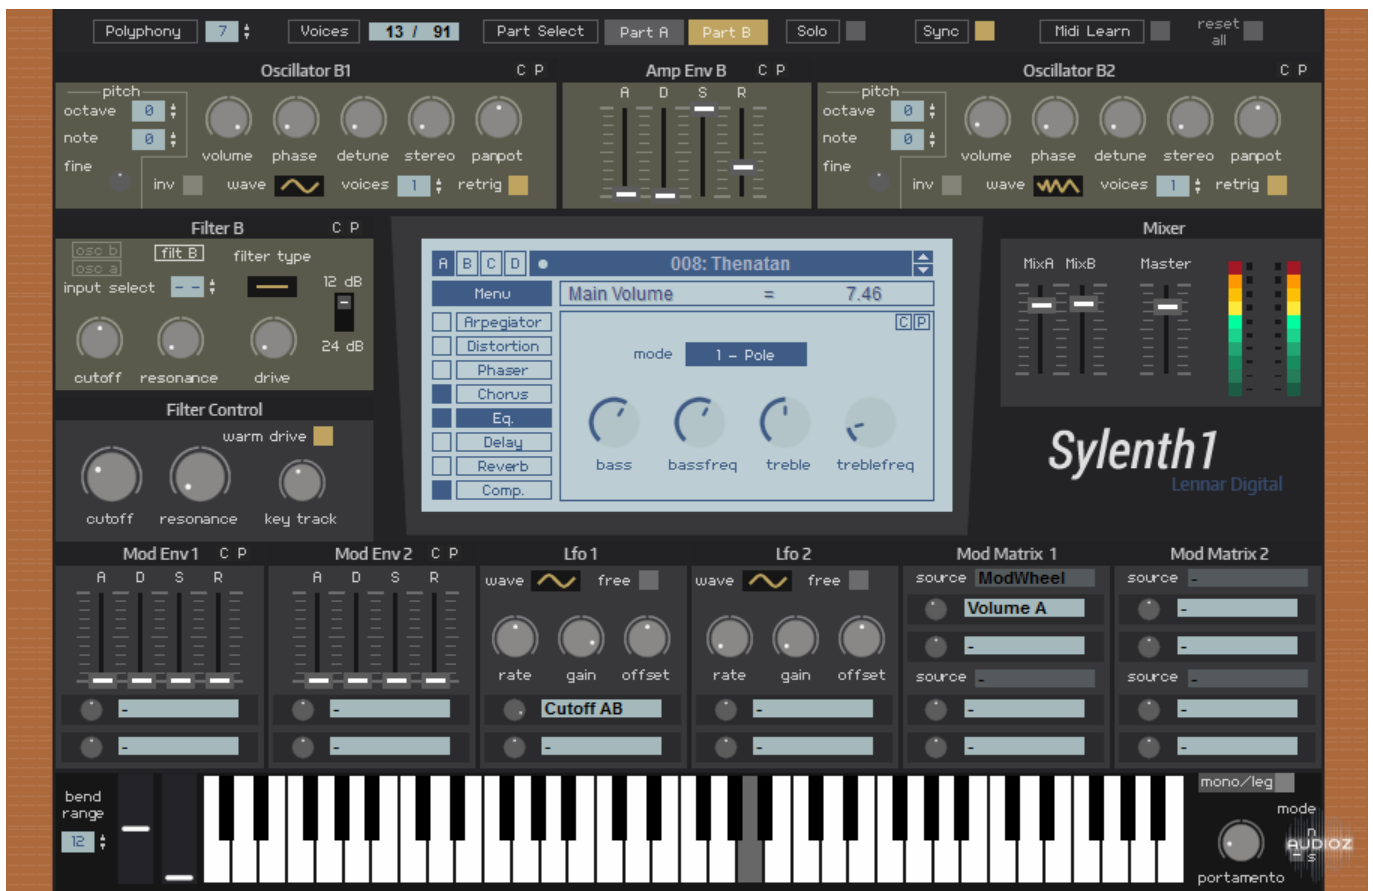 Polyphony 7 Voices 13 / 91 Part Select Part A Part B Solo Sync Midi Learn reset all
Oscillator B1 C P
pitch
octave 0
note 0
fine
volume phase detune stereo panpot
inv wave voices 1 retrig
Amp Env B C P
A D S R
Oscillator B2 C P
pitch
octave 0
note 0
fine
volume phase detune stereo panpot
inv wave voices 1 retrig
Filter B C P
osc b filt B filter type
osc a
input select - - 12 dB
24 dB
cutoff resonance drive
Filter Control
warm drive
cutoff resonance key track
A B C D 008: Thenatan
Menu Main Volume = 7.46
Arpegiator
Distortion
Phaser
Chorus
Eq.
Delay
Reverb
Comp.
C P
mode 1 - Pole
bass bassfreq treble treblefreq
Mixer
MixA MixB Master
Sylenth1
Lennar Digital
Mod Env 1 C P
A D S R
-
-
Mod Env 2 C P
A D S R
-
-
Lfo 1
wave free
rate gain offset
Cutoff AB
-
Lfo 2
wave free
rate gain offset
-
-
Mod Matrix 1
source ModWheel
Volume A
-
source -
-
-
Mod Matrix 2
source -
-
-
source -
-
-
bend
range
12
mono/leg
mode
portamento
AUDIOZ